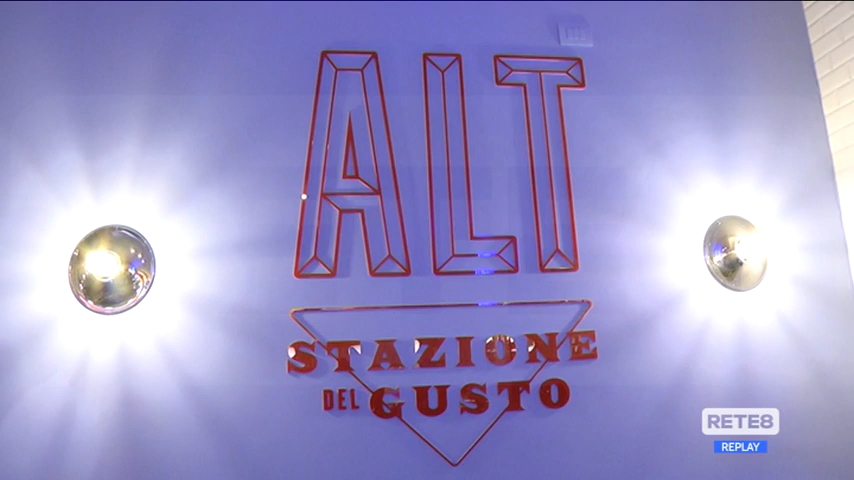 ALT
STAZIONE
DEL GUSTO
RETE8
REPLAY